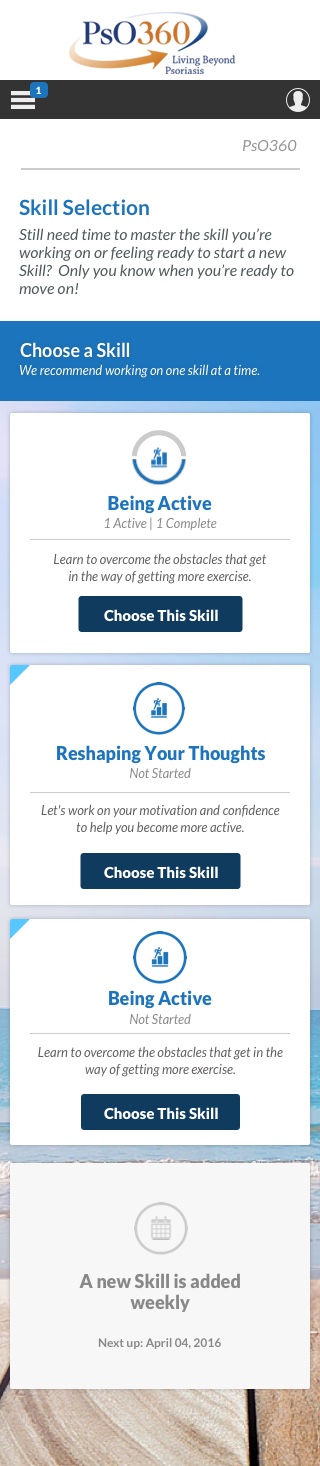 PsO360
Living Beyond
Psoriasis
1
PsO360
Skill Selection
Still need time to master the skill you're
working on or feeling ready to start a new
Skill? Only you know when you're ready to
move on!
Choose a Skill
We recommend working on one skill at a time.
Being Active
1 Active | 1 Complete
Learn to overcome the obstacles that get
in the way of getting more exercise.
Choose This Skill
Reshaping Your Thoughts
Not Started
Let's work on your motivation and confidence
to help you become more active.
Choose This Skill
Being Active
Not Started
Learn to overcome the obstacles that get in the
way of getting more exercise.
Choose This Skill
A new Skill is added
weekly
Next up: April 04, 2016